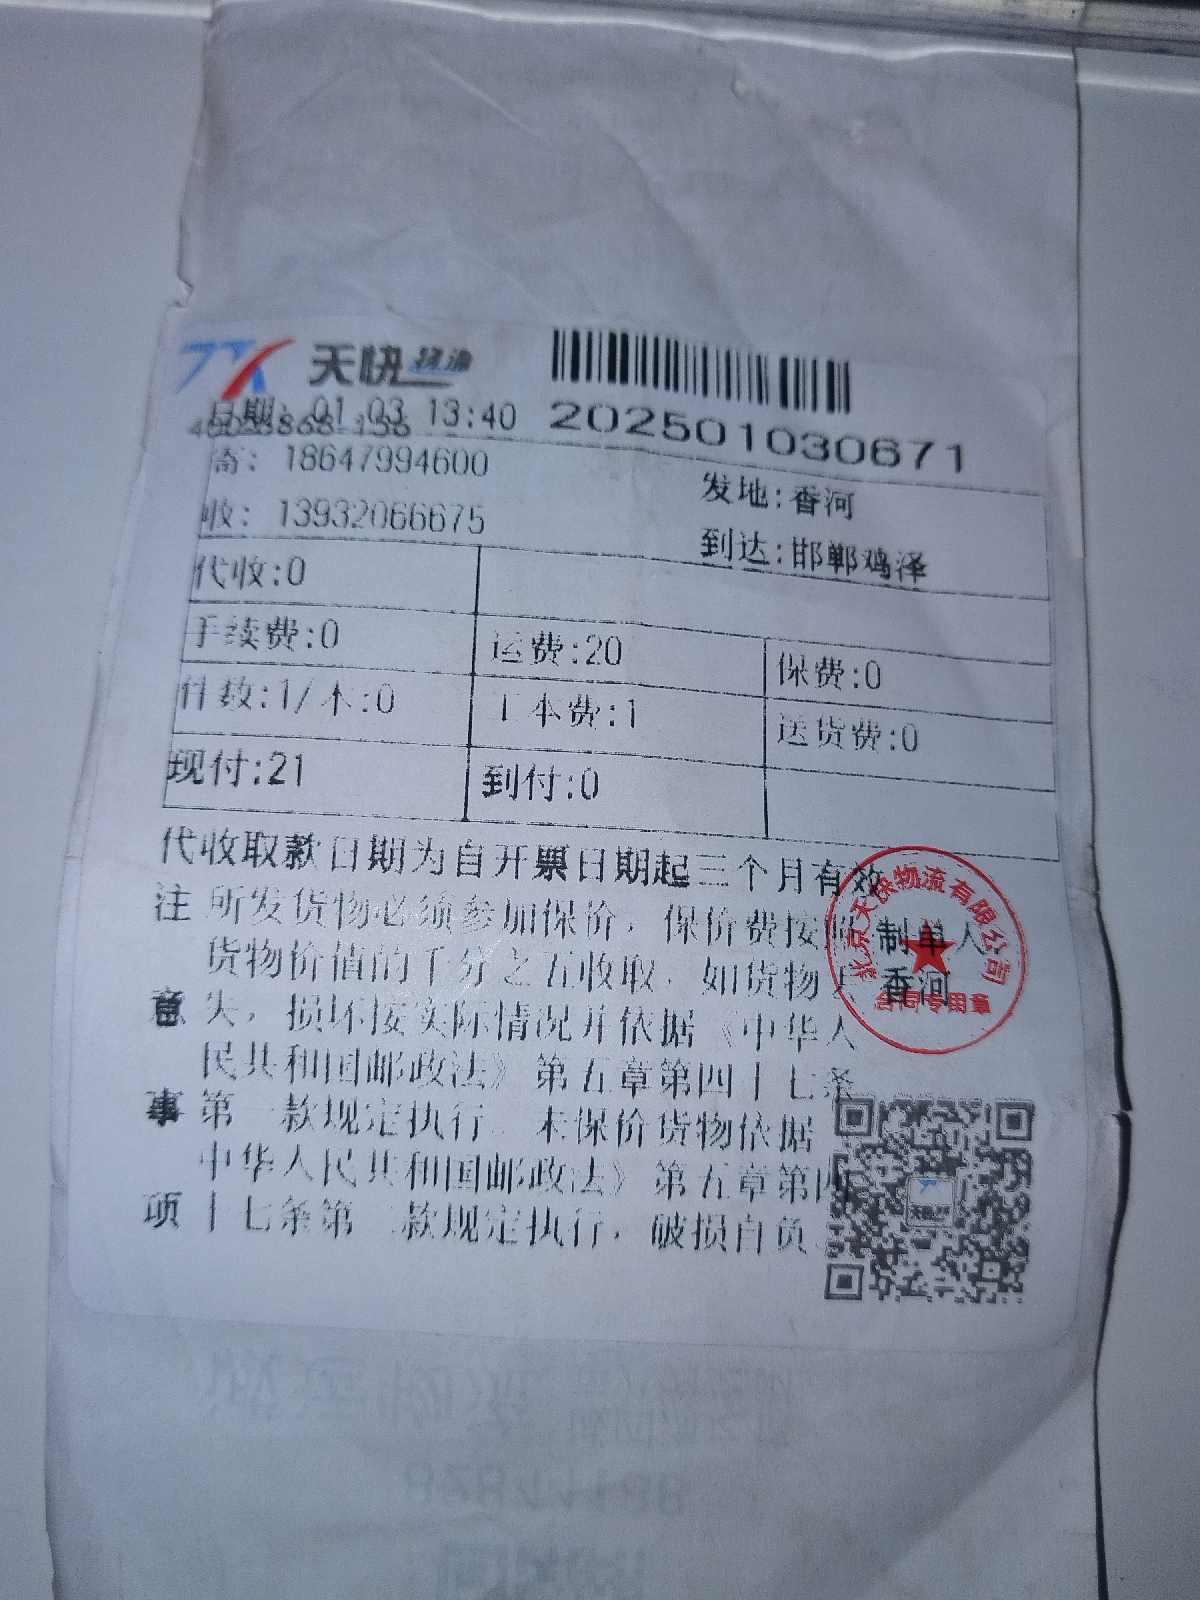 天快物流
202501030671
日期: 01.03 13:40
寄: 18647994600
发地:香河
收: 13932066675
到达:邯郸鸡泽
代收:0
手续费:0
运费:20
保费:0
件数:1/木:0
工本费:1
送货费:0
现付:21
到付:0
代收取款日期为自开票日期起三个月有效
注意事项
所发货物必须参加保价，保价费按照
货物价值的千分之五收取，如货物丢
失，损坏按实际情况并依据《中华人
民共和国邮政法》第五章第四十七条
第一款规定执行。未保价货物依据
中华人民共和国邮政法》第五章第四
十七条第二款规定执行，破损自负
制单人
香河
北京天快物流有限公司
合同专用章
天快